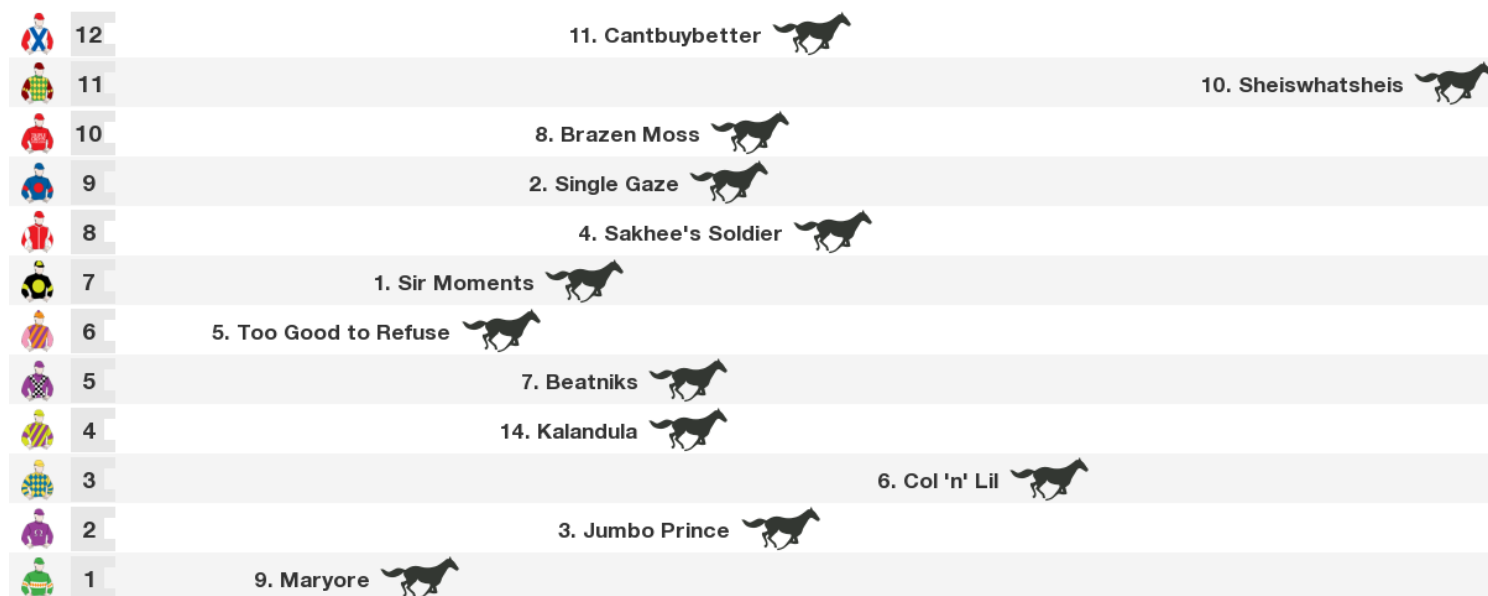 12 11. Cantbuybetter
11 10. Sheiswhatsheis
10 8. Brazen Moss
9 2. Single Gaze
8 4. Sakhee's Soldier
7 1. Sir Moments
6 5. Too Good to Refuse
5 7. Beatniks
4 14. Kalandula
3 6. Col 'n' Lil
2 3. Jumbo Prince
1 9. Maryore